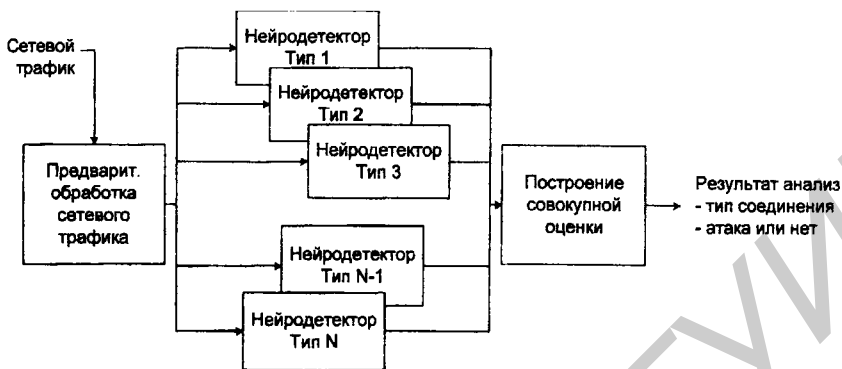 Сетевой
трафик
Нейродетектор
Тип 1
Нейродетектор
Тип 2
Нейродетектор
Тип 3
Предварит.
обработка
сетевого
трафика
Построение
совокупной
оценки
Результат анализ
- тип соединения
- атака или нет
Нейродетектор
Тип N-1
Нейродетектор
Тип N